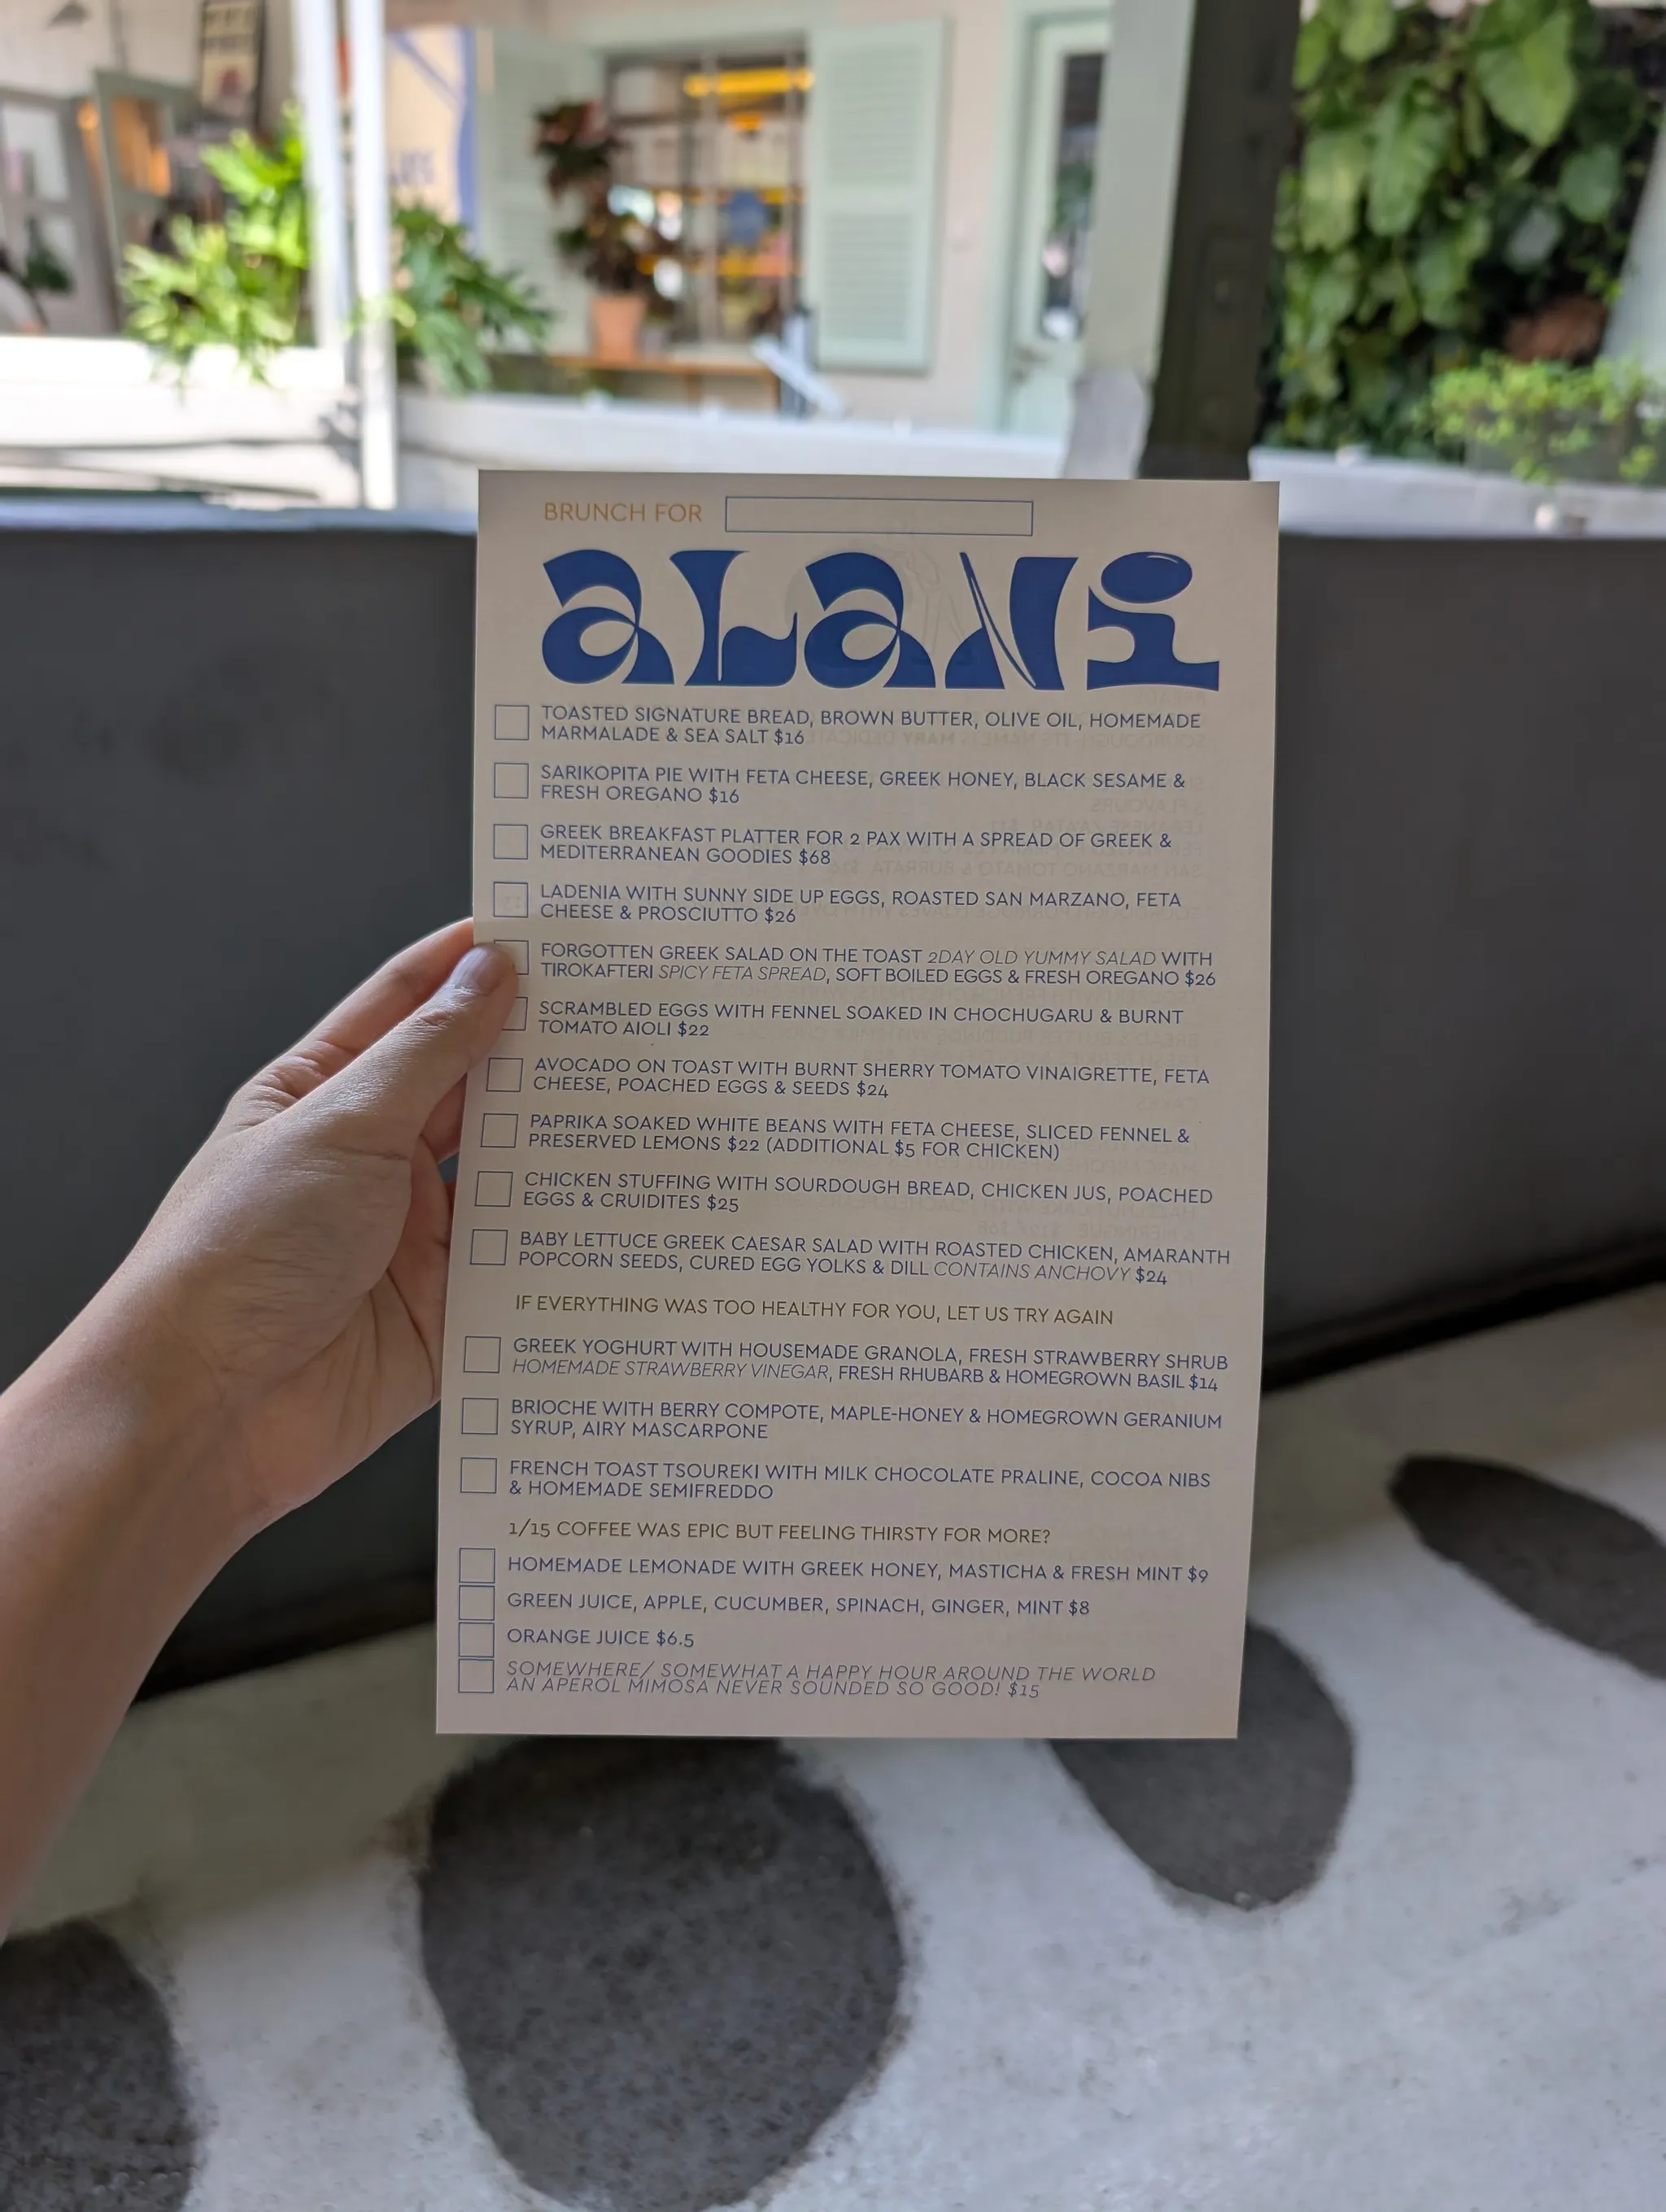 BRUNCH FOR
aLaNi
TOASTED SIGNATURE BREAD, BROWN BUTTER, OLIVE OIL, HOMEMADE
MARMALADE & SEA SALT $16
SARIKOPITA PIE WITH FETA CHEESE, GREEK HONEY, BLACK SESAME &
FRESH OREGANO $16
GREEK BREAKFAST PLATTER FOR 2 PAX WITH A SPREAD OF GREEK &
MEDITERRANEAN GOODIES $68
LADENIA WITH SUNNY SIDE UP EGGS, ROASTED SAN MARZANO, FETA
CHEESE & PROSCIUTTO $26
FORGOTTEN GREEK SALAD ON THE TOAST 2DAY OLD YUMMY SALAD WITH
TIROKAFTERI SPICY FETA SPREAD, SOFT BOILED EGGS & FRESH OREGANO $26
SCRAMBLED EGGS WITH FENNEL SOAKED IN CHOCHUGARU & BURNT
TOMATO AIOLI $22
AVOCADO ON TOAST WITH BURNT SHERRY TOMATO VINAIGRETTE, FETA
CHEESE, POACHED EGGS & SEEDS $24
PAPRIKA SOAKED WHITE BEANS WITH FETA CHEESE, SLICED FENNEL &
PRESERVED LEMONS $22 (ADDITIONAL $5 FOR CHICKEN)
CHICKEN STUFFING WITH SOURDOUGH BREAD, CHICKEN JUS, POACHED
EGGS & CRUIDITES $25
BABY LETTUCE GREEK CAESAR SALAD WITH ROASTED CHICKEN, AMARANTH
POPCORN SEEDS, CURED EGG YOLKS & DILL CONTAINS ANCHOVY $24
IF EVERYTHING WAS TOO HEALTHY FOR YOU, LET US TRY AGAIN
GREEK YOGHURT WITH HOUSEMADE GRANOLA, FRESH STRAWBERRY SHRUB
HOMEMADE STRAWBERRY VINEGAR, FRESH RHUBARB & HOMEGROWN BASIL $14
BRIOCHE WITH BERRY COMPOTE, MAPLE-HONEY & HOMEGROWN GERANIUM
SYRUP, AIRY MASCARPONE
FRENCH TOAST TSOUREKI WITH MILK CHOCOLATE PRALINE, COCOA NIBS
& HOMEMADE SEMIFREDDO
1/15 COFFEE WAS EPIC BUT FEELING THIRSTY FOR MORE?
HOMEMADE LEMONADE WITH GREEK HONEY, MASTICHA & FRESH MINT $9
GREEN JUICE, APPLE, CUCUMBER, SPINACH, GINGER, MINT $8
ORANGE JUICE $6.5
SOMEWHERE/ SOMEWHAT A HAPPY HOUR AROUND THE WORLD
AN APEROL MIMOSA NEVER SOUNDED SO GOOD! $15